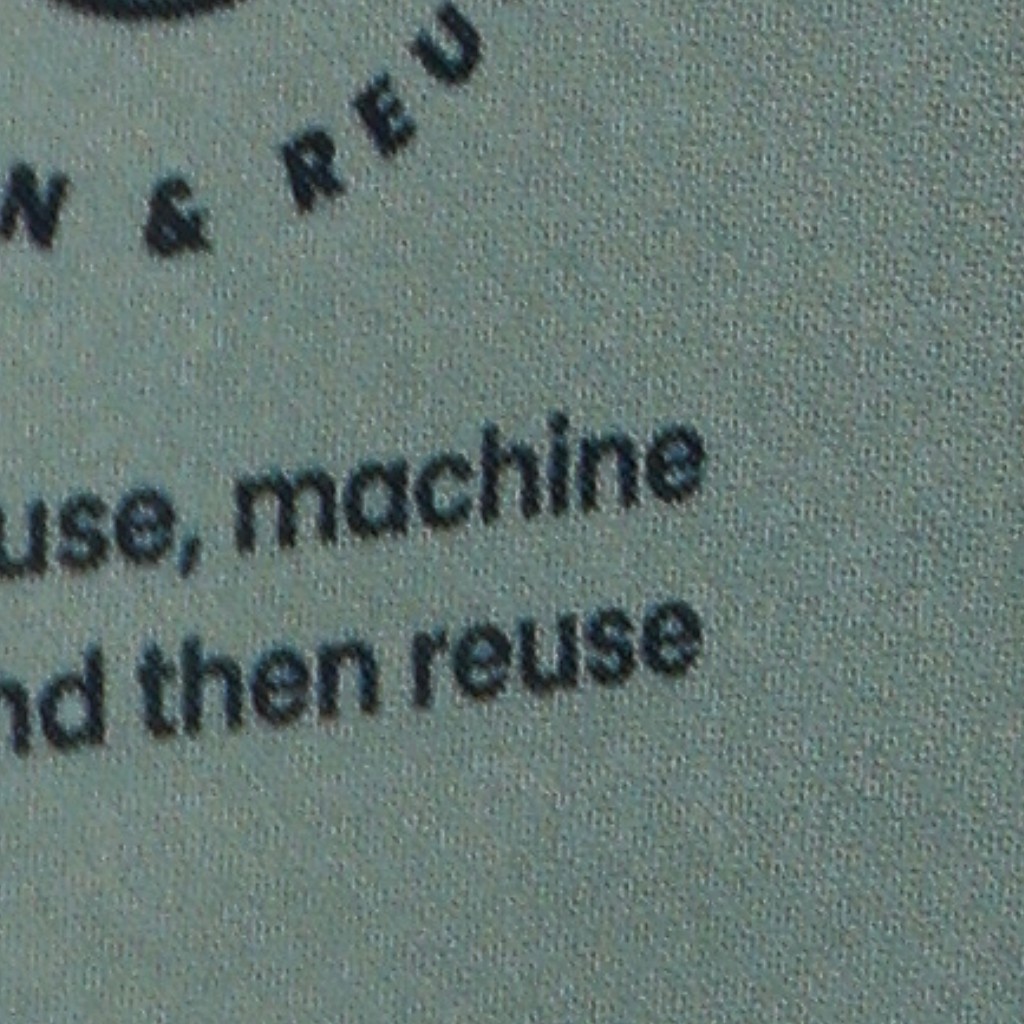 N & REU
use, machine
nd then reuse